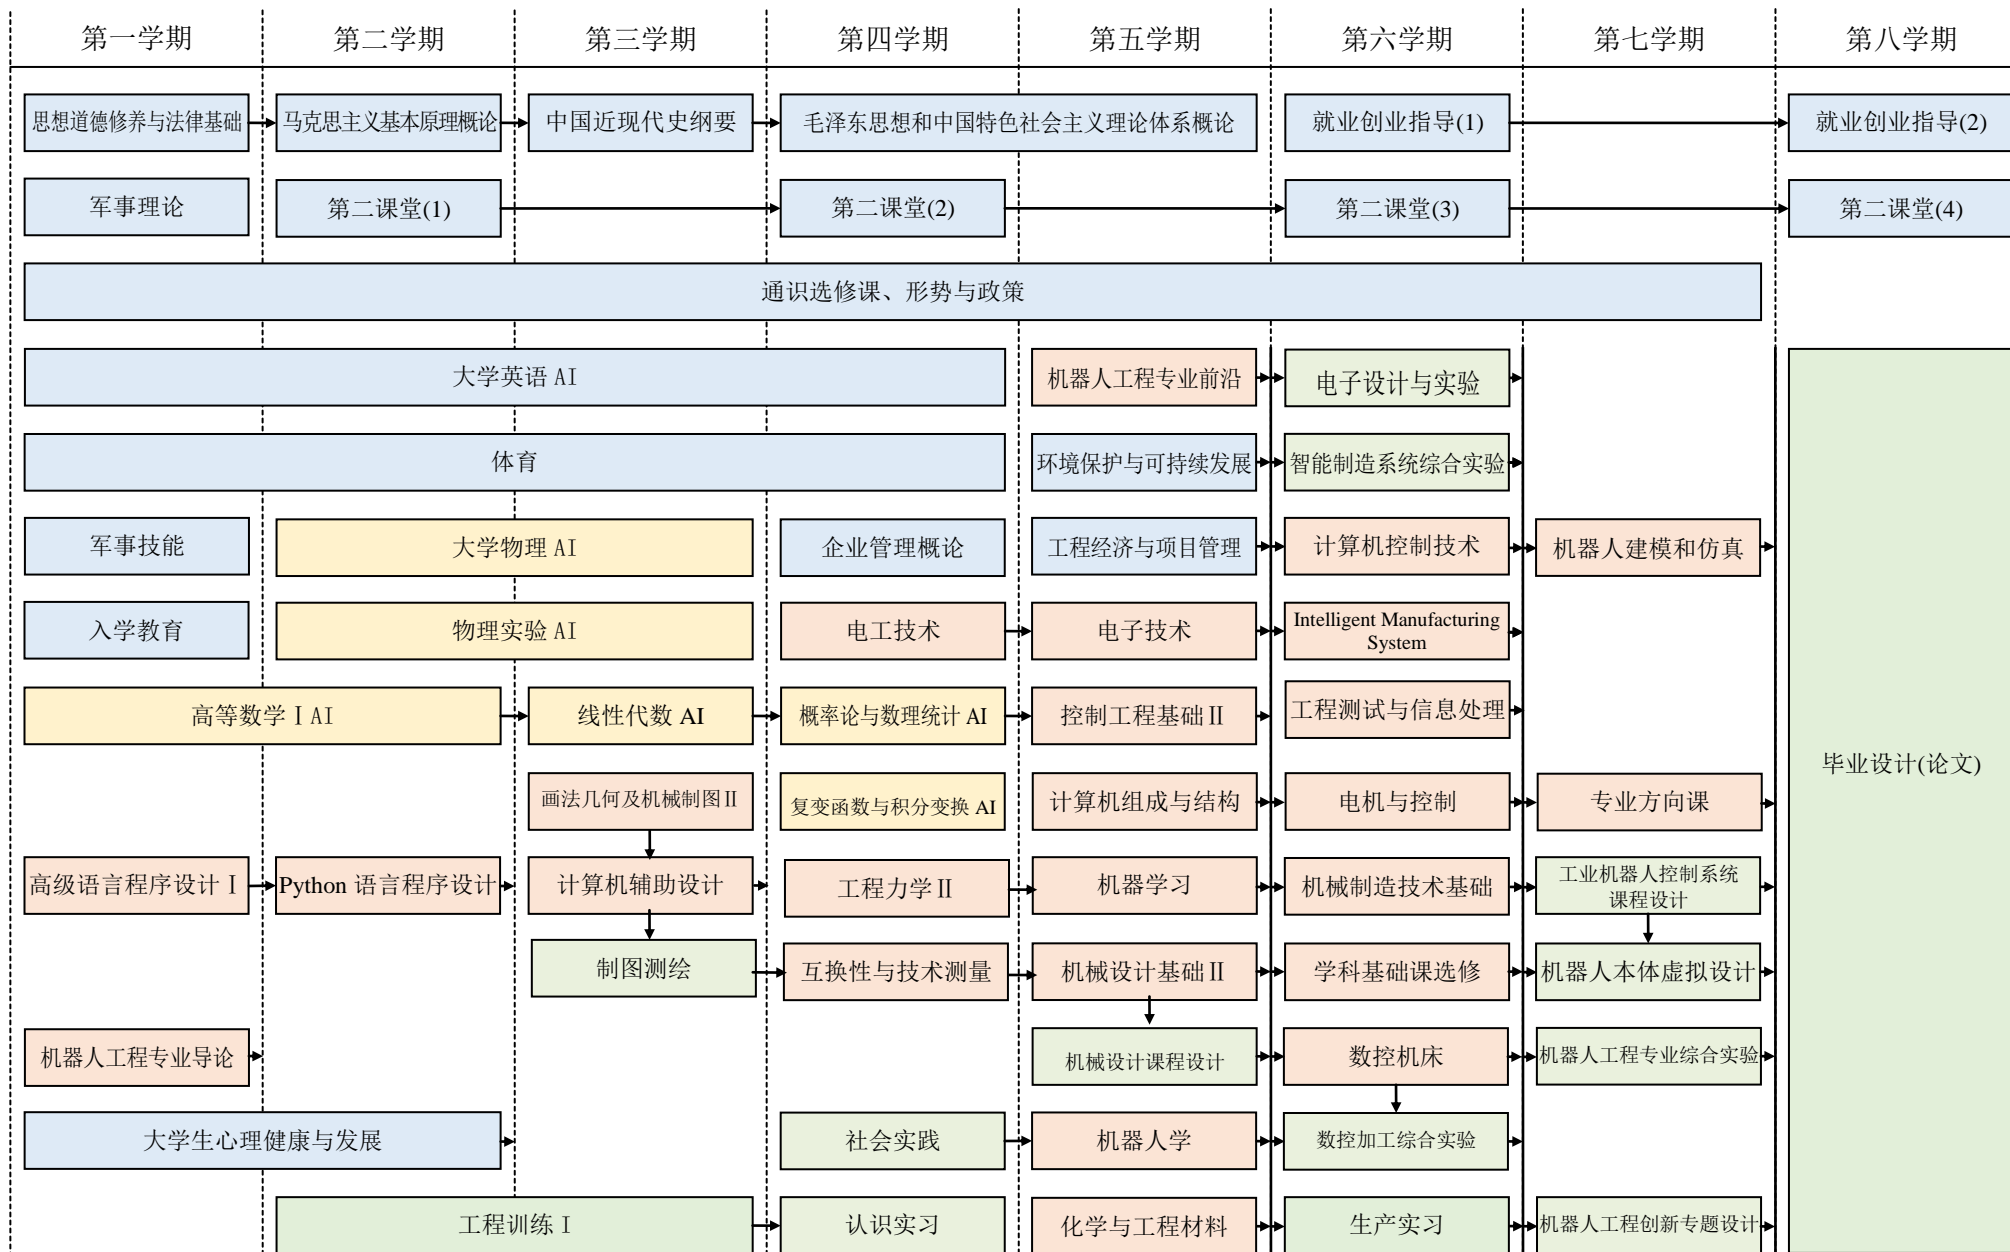 第一学期
第二学期
第三学期
第四学期
第五学期
第六学期
第七学期
第八学期
思想道德修养与法律基础
马克思主义基本原理概论
中国近现代史纲要
毛泽东思想和中国特色社会主义理论体系概论
就业创业指导(1)
就业创业指导(2)
军事理论
第二课堂(1)
第二课堂(2)
第二课堂(3)
第二课堂(4)
通识选修课、形势与政策
大学英语 AI
机器人工程专业前沿
电子设计与实验
体育
环境保护与可持续发展
智能制造系统综合实验
军事技能
大学物理 AI
企业管理概论
工程经济与项目管理
计算机控制技术
机器人建模和仿真
入学教育
物理实验 AI
电工技术
电子技术
Intelligent Manufacturing
System
高等数学Ⅰ AI
线性代数 AI
概率论与数理统计 AI
控制工程基础Ⅱ
工程测试与信息处理
毕业设计(论文)
画法几何及机械制图Ⅱ
复变函数与积分变换 AI
计算机组成与结构
电机与控制
专业方向课
高级语言程序设计Ⅰ
Python 语言程序设计
计算机辅助设计
工程力学Ⅱ
机器学习
机械制造技术基础
工业机器人控制系统
课程设计
制图测绘
互换性与技术测量
机械设计基础Ⅱ
学科基础课选修
机器人本体虚拟设计
机器人工程专业导论
机械设计课程设计
数控机床
机器人工程专业综合实验
大学生心理健康与发展
社会实践
机器人学
数控加工综合实验
工程训练Ⅰ
认识实习
化学与工程材料
生产实习
机器人工程创新专题设计